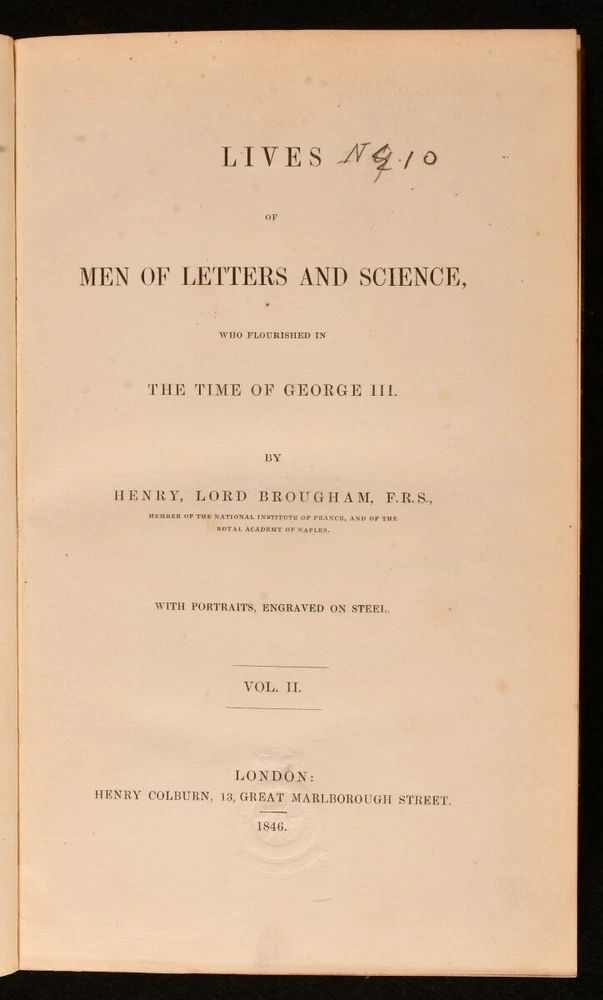 LIVES
OF
MEN OF LETTERS AND SCIENCE,
WHO FLOURISHED IN
THE TIME OF GEORGE III.
BY
HENRY, LORD BROUGHAM, F.R.S.,
MEMBER OF THE NATIONAL INSTITUTE OF FRANCE, AND OF THE
ROYAL ACADEMY OF NAPLES.
WITH PORTRAITS, ENGRAVED ON STEEL.
VOL. II.
LONDON:
HENRY COLBURN, 13, GREAT MARLBOROUGH STREET.
1846.